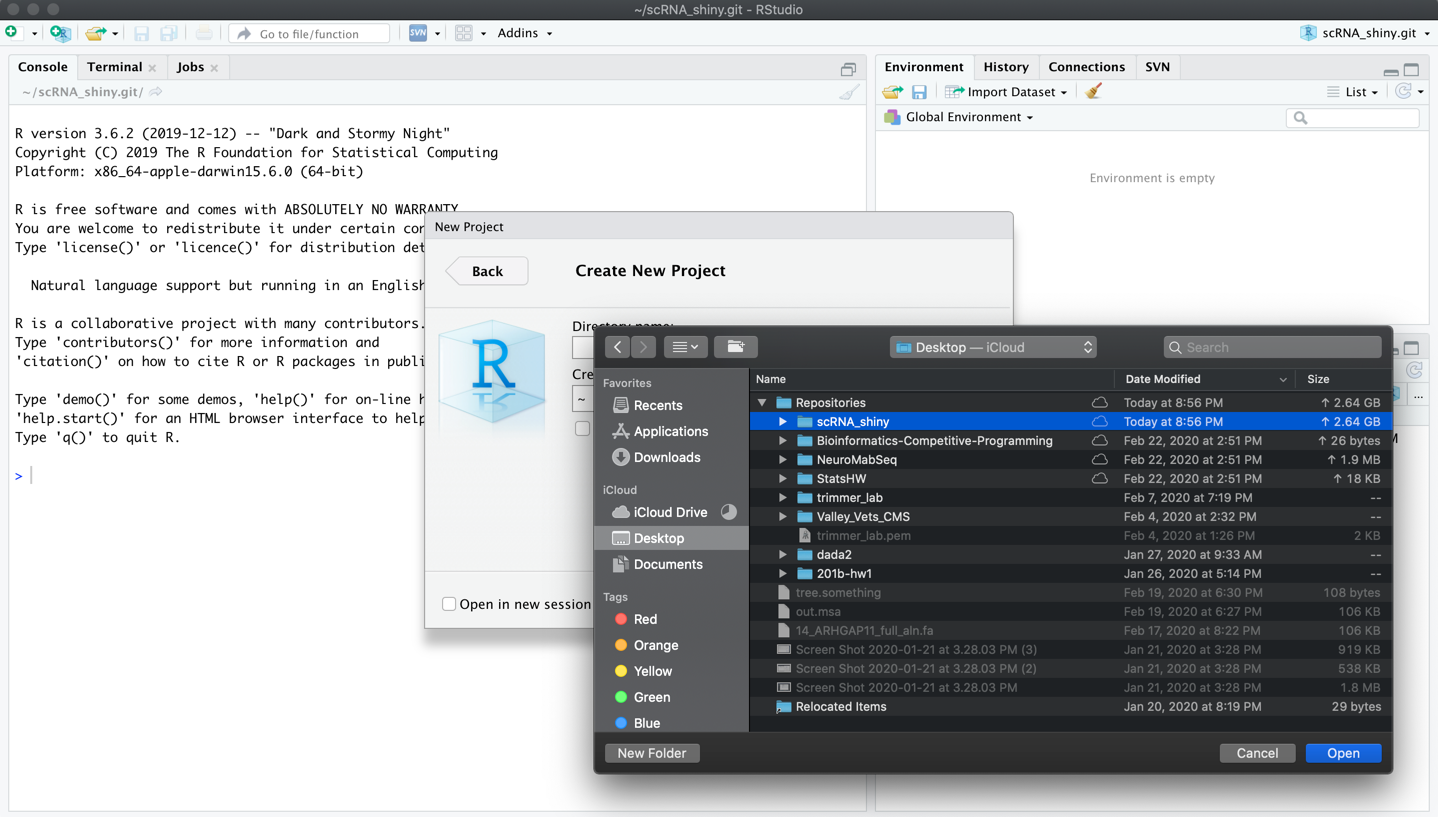 ~/scRNA_shiny.git - RStudio
Go to file/function
SVN
Addins
scRNA_shiny.git
Console
Terminal
Jobs
~/scRNA_shiny.git/
R version 3.6.2 (2019-12-12) -- "Dark and Stormy Night"
Copyright (C) 2019 The R Foundation for Statistical Computing
Platform: x86_64-apple-darwin15.6.0 (64-bit)
R is free software and comes with ABSOLUTELY NO WARRANTY
You are welcome to redistribute it under certain con
Type 'license()' or 'licence()' for distribution det
Natural language support but running in an English
R is a collaborative project with many contributors.
Type 'contributors()' for more information and
'citation()' on how to cite R or R packages in publi
Type 'demo()' for some demos, 'help()' for on-line h
'help.start()' for an HTML browser interface to help
Type 'q()' to quit R.
>
Environment
History
Connections
SVN
Import Dataset
List
Global Environment
Environment is empty
New Project
Back
Create New Project
R
Directory name:
Cre
~
Open in new session
Desktop — iCloud
Search
Favorites
Recents
Applications
Downloads
iCloud
iCloud Drive
Desktop
Documents
Tags
Red
Orange
Yellow
Green
Blue
Name Date Modified Size
Repositories Today at 8:56 PM ↑ 2.64 GB
scRNA_shiny Today at 8:56 PM ↑ 2.64 GB
Bioinformatics-Competitive-Programming Feb 22, 2020 at 2:51 PM ↑ 26 bytes
NeuroMabSeq Feb 22, 2020 at 2:51 PM ↑ 1.9 MB
StatsHW Feb 22, 2020 at 2:51 PM ↑ 18 KB
trimmer_lab Feb 7, 2020 at 7:19 PM --
Valley_Vets_CMS Feb 4, 2020 at 2:32 PM --
trimmer_lab.pem Feb 4, 2020 at 1:26 PM 2 KB
dada2 Jan 27, 2020 at 9:33 AM --
201b-hw1 Jan 26, 2020 at 5:14 PM --
tree.something Feb 19, 2020 at 6:30 PM 108 bytes
out.msa Feb 19, 2020 at 6:27 PM 106 KB
14_ARHGAP11_full_aln.fa Feb 17, 2020 at 8:22 PM 106 KB
Screen Shot 2020-01-21 at 3.28.03 PM (3) Jan 21, 2020 at 3:28 PM 919 KB
Screen Shot 2020-01-21 at 3.28.03 PM (2) Jan 21, 2020 at 3:28 PM 538 KB
Screen Shot 2020-01-21 at 3.28.03 PM Jan 21, 2020 at 3:28 PM 1.8 MB
Relocated Items Jan 20, 2020 at 8:19 PM 29 bytes
New Folder
Cancel
Open